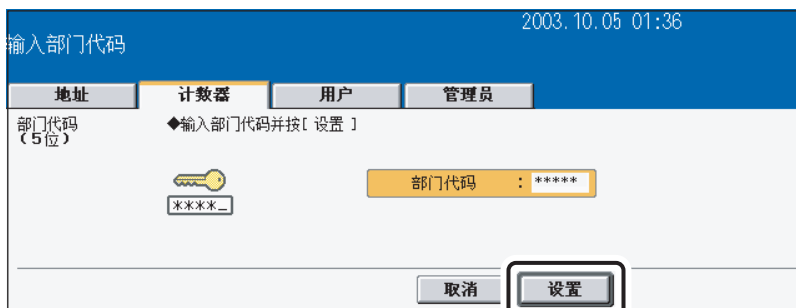 2003.10.05 01:36
输入部门代码
地址 计数器 用户 管理员
部门代码 ◆输入部门代码并按[ 设置 ]
(5位)
部门代码 : *****
****_
取消 设置